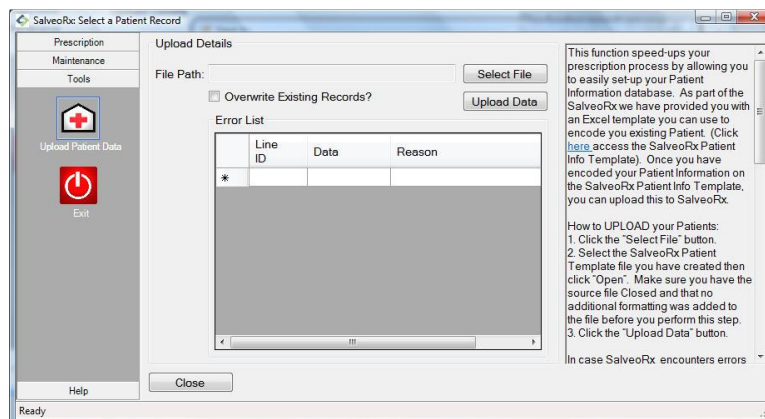 SalveoRx: Select a Patient Record
Prescription
Maintenance
Tools
Upload Patient Data
Exit
Help
Upload Details
File Path:
Select File
Overwrite Existing Records?
Upload Data
Error List
Line ID
Data
Reason
*
Close
This function speed-ups your
prescription process by allowing you
to easily set-up your Patient
Information database. As part of the
SalveoRx we have provided you with
an Excel template you can use to
encode you existing Patient. (Click
here access the SalveoRx Patient
Info Template). Once you have
encoded your Patient Information on
the SalveoRx Patient Info Template,
you can upload this to SalveoRx.
How to UPLOAD your Patients:
1. Click the "Select File" button.
2. Select the SalveoRx Patient
Template file you have created then
click "Open". Make sure you have the
source file Closed and that no
additional formatting was added to
the file before you perform this step.
3. Click the "Upload Data" button.
In case SalveoRx encounters errors
Ready